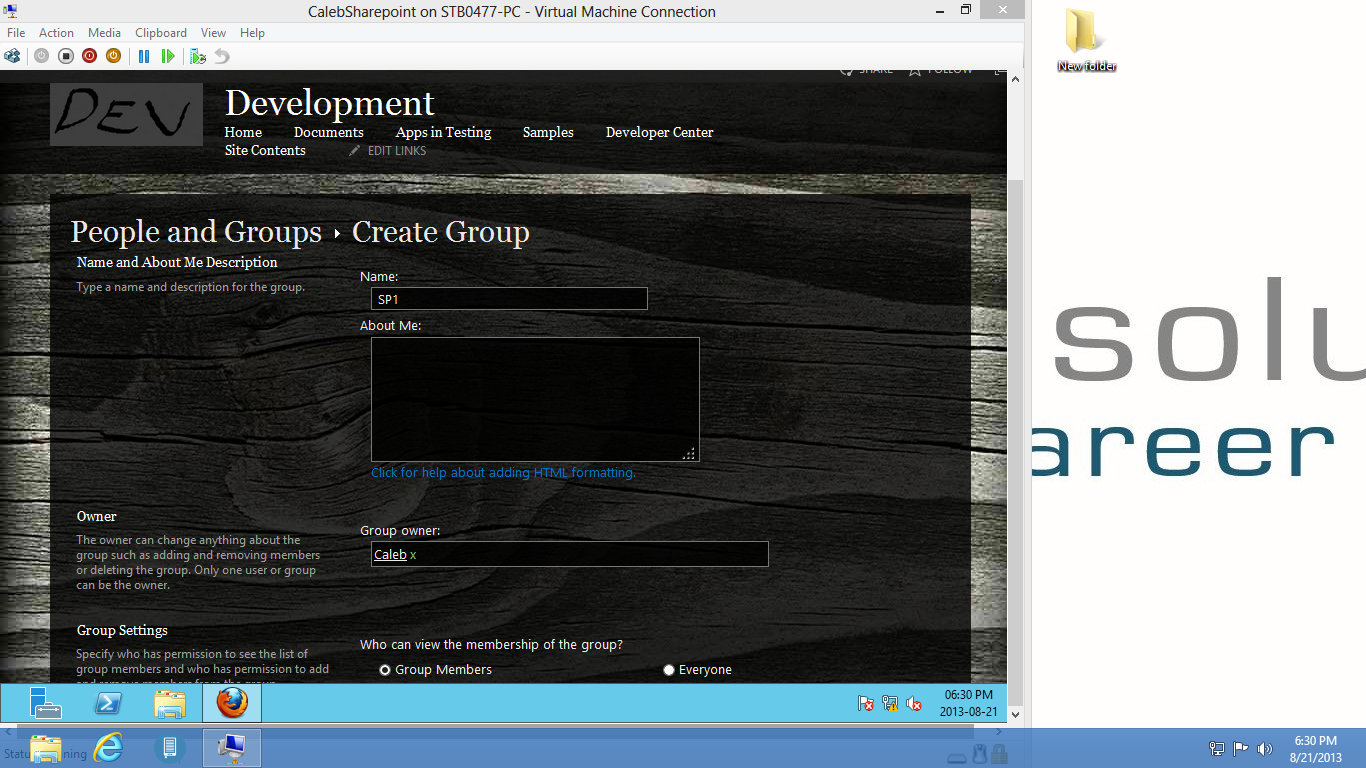 CalebSharepoint on STB0477-PC - Virtual Machine Connection
File Action Media Clipboard View Help
New folder
SHARE FOLLOW
DEV
Development
Home Documents Apps in Testing Samples Developer Center
Site Contents EDIT LINKS
People and Groups Create Group
Name and About Me Description
Type a name and description for the group.
Name:
SP1
About Me:
Click for help about adding HTML formatting.
Owner
The owner can change anything about the
group such as adding and removing members
or deleting the group. Only one user or group
can be the owner.
Group owner:
Caleb x
Group Settings
Specify who has permission to see the list of
group members and who has permission to add
and remove members from the group.
Who can view the membership of the group?
Group Members Everyone
solu
areer
06:30 PM
2013-08-21
6:30 PM
8/21/2013